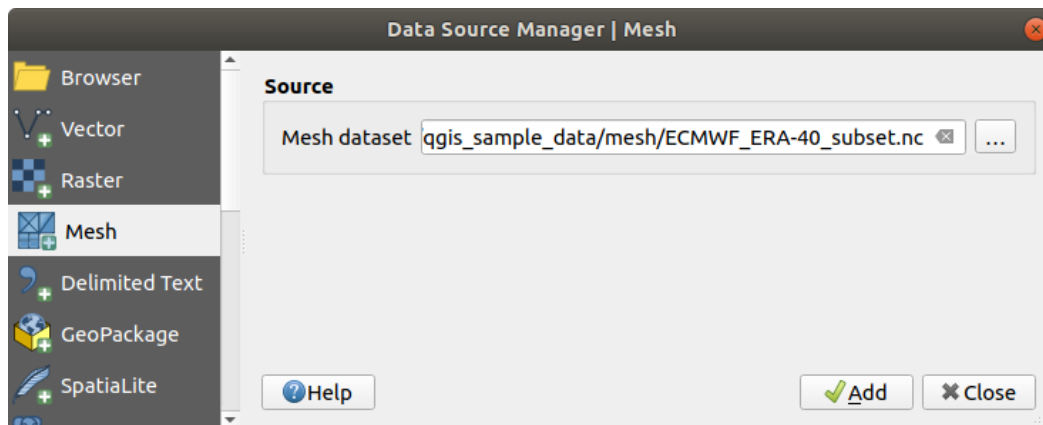 Data Source Manager | Mesh
Browser
Vector
Raster
Mesh
Delimited Text
GeoPackage
SpatiaLite
Source
Mesh dataset
qgis_sample_data/mesh/ECMWF_ERA-40_subset.nc
...
Help
Add
Close